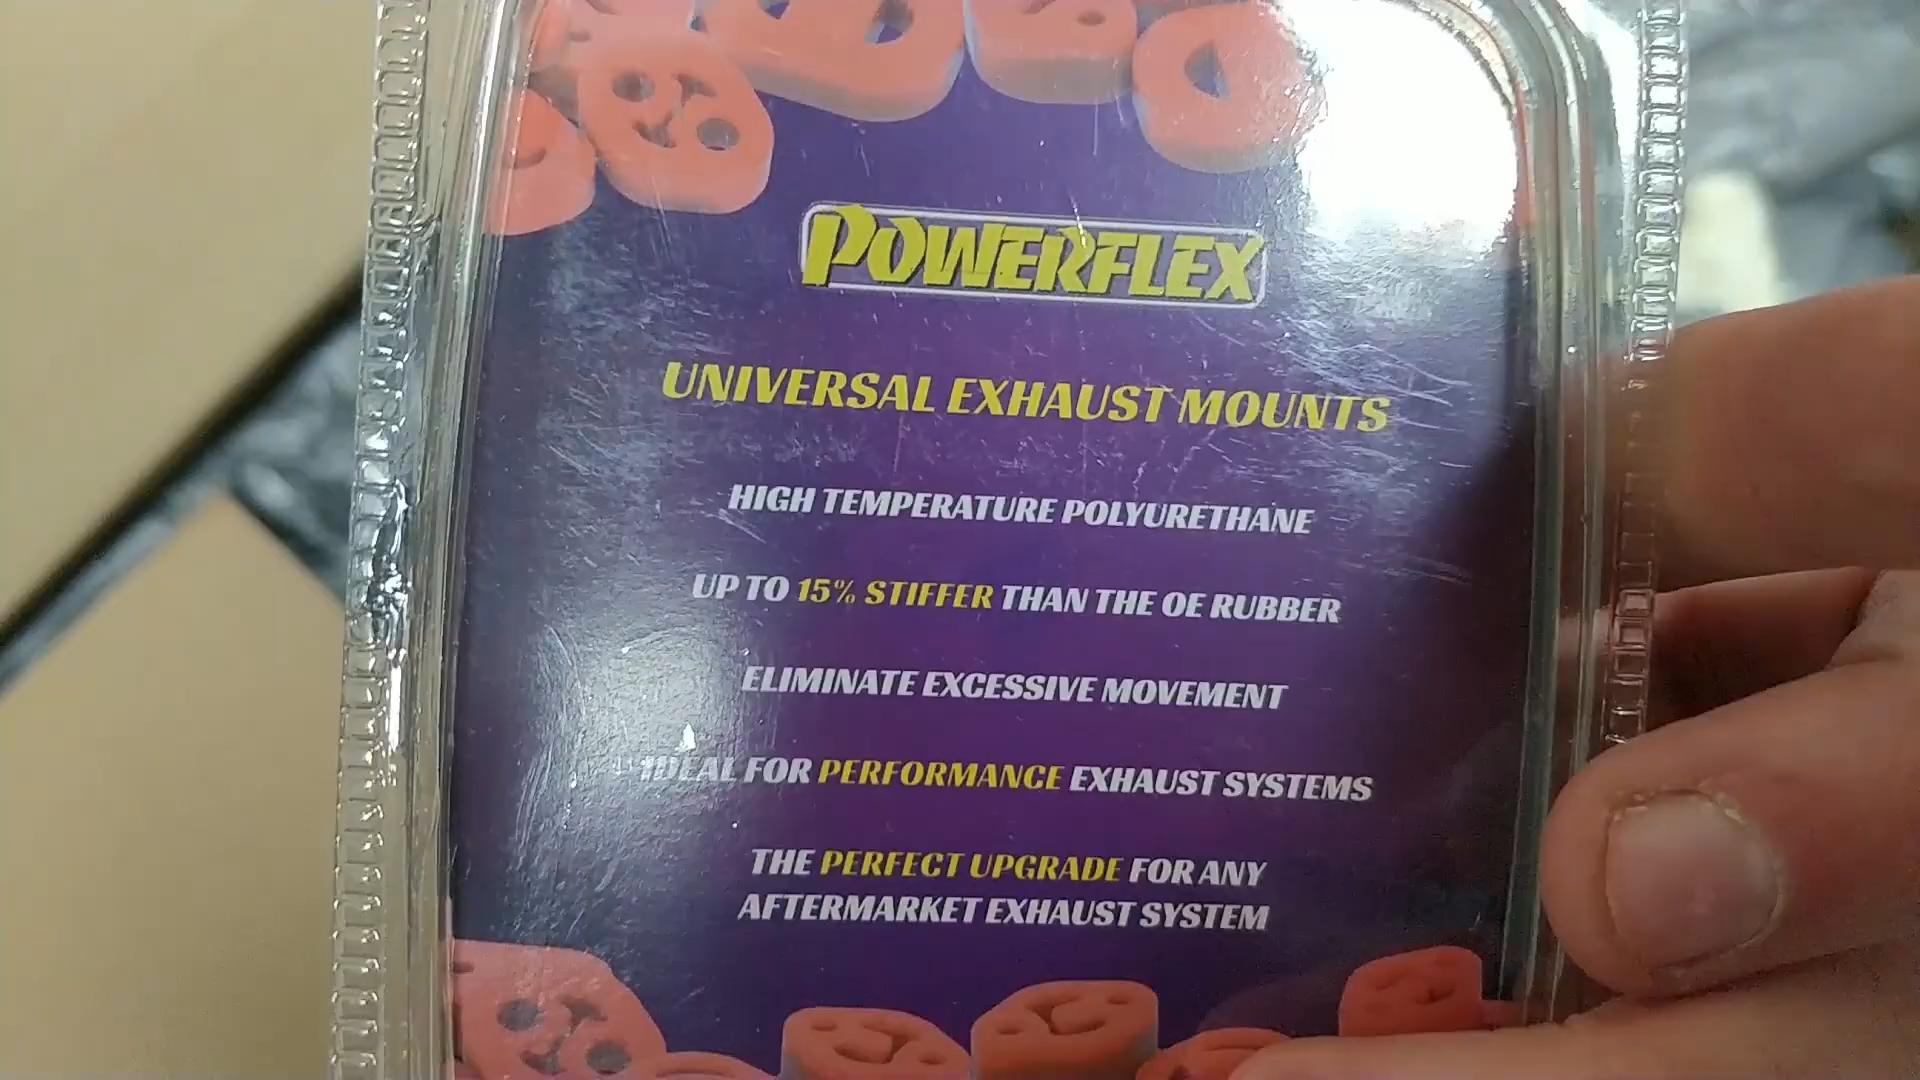 POWERFLEX
UNIVERSAL EXHAUST MOUNTS
HIGH TEMPERATURE POLYURETHANE
UP TO 15% STIFFER THAN THE OE RUBBER
ELIMINATE EXCESSIVE MOVEMENT
IDEAL FOR PERFORMANCE EXHAUST SYSTEMS
THE PERFECT UPGRADE FOR ANY
AFTERMARKET EXHAUST SYSTEM